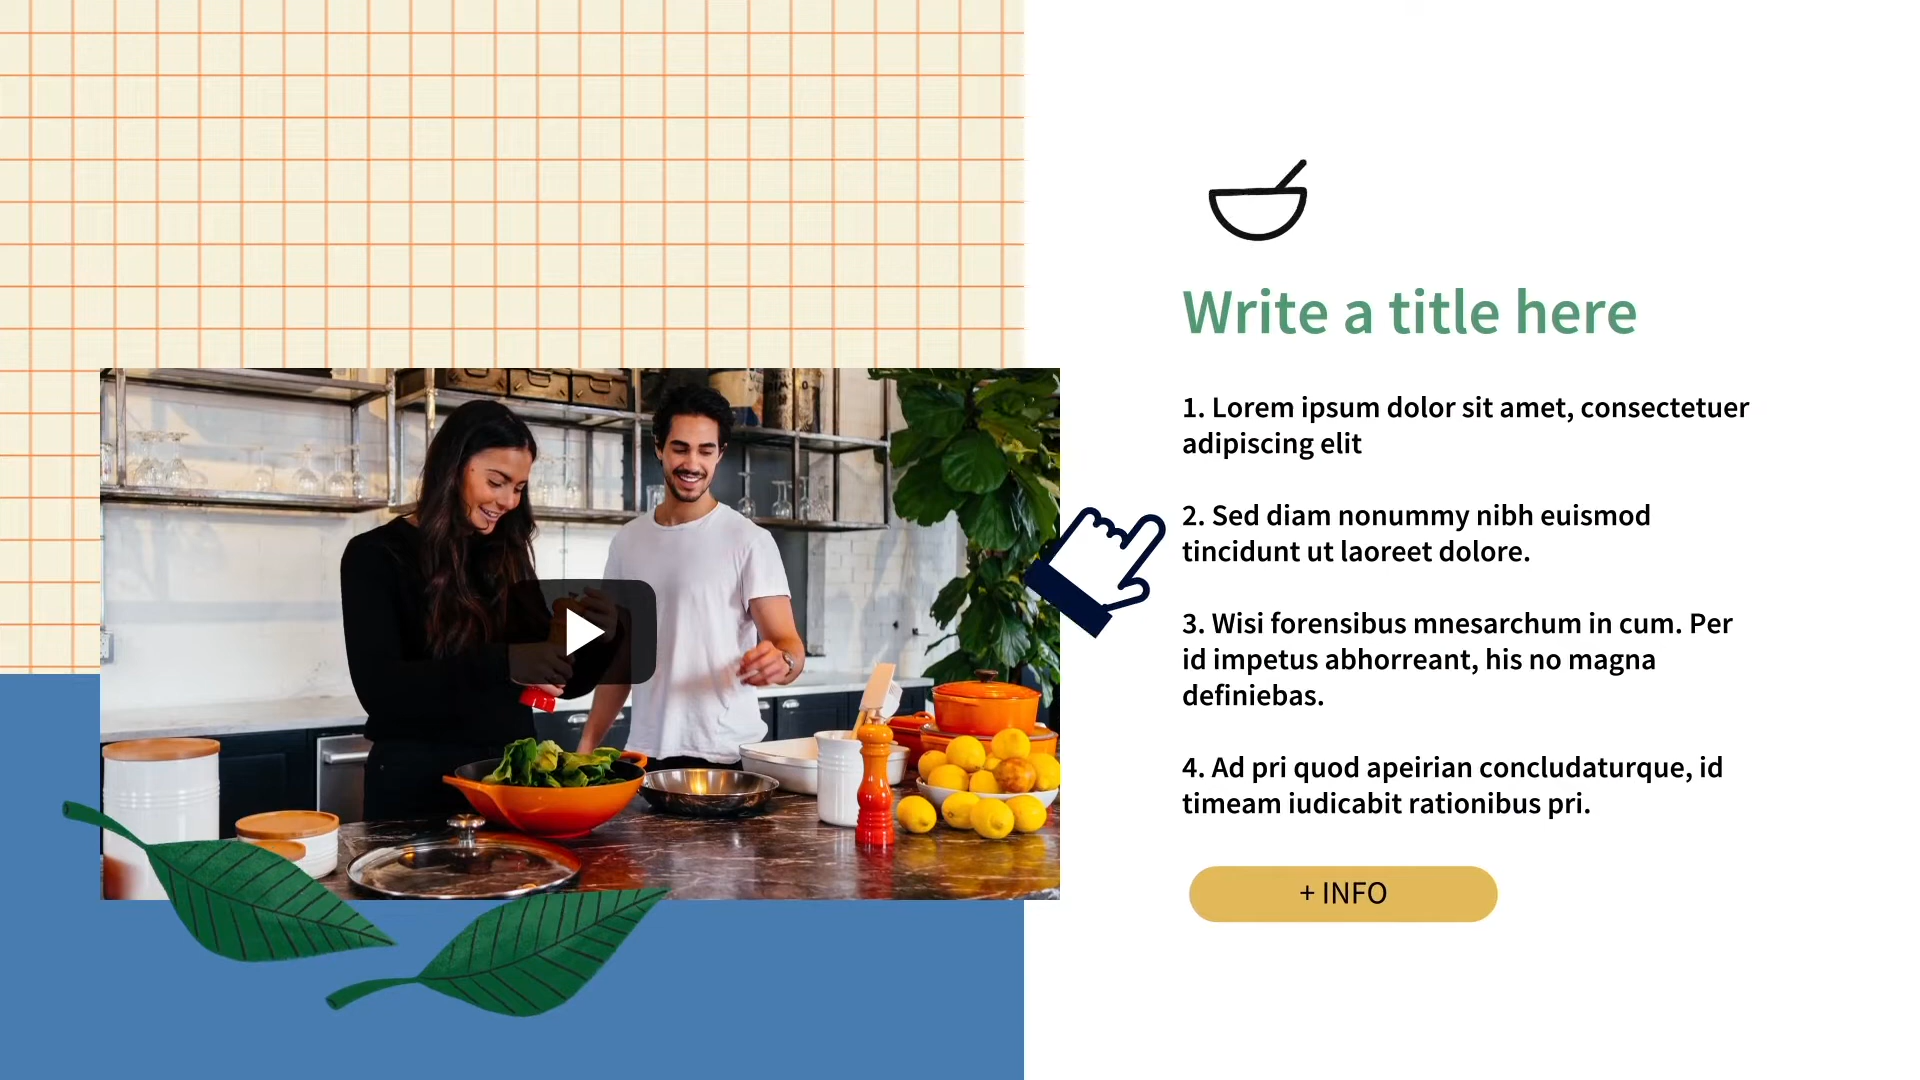 Write a title here
1. Lorem ipsum dolor sit amet, consectetuer
adipiscing elit
2. Sed diam nonummy nibh euismod
tincidunt ut laoreet dolore.
3. Wisi forensibus mnesarchum in cum. Per
id impetus abhorreant, his no magna
definiebas.
4. Ad pri quod apeirian concludaturque, id
timeam iudicabit rationibus pri.
+ INFO